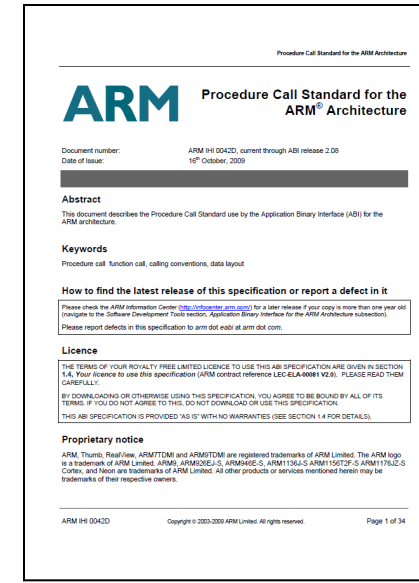 Procedure Call Standard for the ARM Architecture
ARM
Procedure Call Standard for the
ARM® Architecture
Document number: ARM IHI 0042D, current through ABI release 2.08
Date of Issue: 16th October, 2009
Abstract
This document describes the Procedure Call Standard use by the Application Binary Interface (ABI) for the
ARM architecture.
Keywords
Procedure call function call, calling conventions, data layout
How to find the latest release of this specification or report a defect in it
Please check the ARM Information Center (http://infocenter.arm.com/) for a later release if your copy is more than one year old
(navigate to the Software Development Tools section, Application Binary Interface for the ARM Architecture subsection).
Please report defects in this specification to arm dot eabi at arm dot com.
Licence
THE TERMS OF YOUR ROYALTY FREE LIMITED LICENCE TO USE THIS ABI SPECIFICATION ARE GIVEN IN SECTION
1.4, Your licence to use this specification (ARM contract reference LEC-ELA-00081 V2.0). PLEASE READ THEM
CAREFULLY.
BY DOWNLOADING OR OTHERWISE USING THIS SPECIFICATION, YOU AGREE TO BE BOUND BY ALL OF ITS
TERMS. IF YOU DO NOT AGREE TO THIS, DO NOT DOWNLOAD OR USE THIS SPECIFICATION.
THIS ABI SPECIFICATION IS PROVIDED "AS IS" WITH NO WARRANTIES (SEE SECTION 1.4 FOR DETAILS).
Proprietary notice
ARM, Thumb, RealView, ARM7TDMI and ARM9TDMI are registered trademarks of ARM Limited. The ARM logo
is a trademark of ARM Limited. ARM9, ARM926EJ-S, ARM946E-S, ARM1136J-S ARM1156T2F-S ARM1176JZ-S
Cortex, and Neon are trademarks of ARM Limited. All other products or services mentioned herein may be
trademarks of their respective owners.
ARM IHI 0042D Copyright © 2003-2009 ARM Limited. All rights reserved. Page 1 of 34